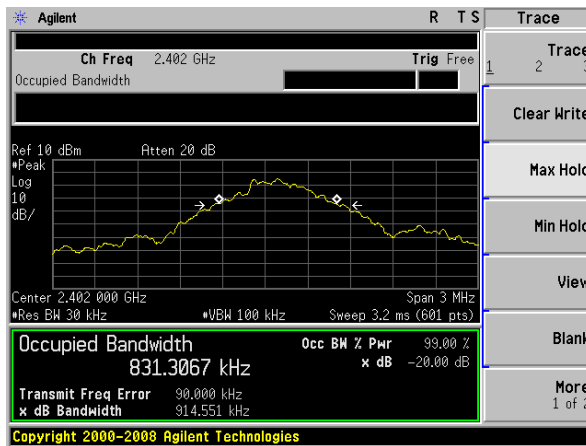 Agilent R T S Trace
Ch Freq 2.402 GHz Trig Free
Occupied Bandwidth
Trace
1 2 3
Clear Write
Max Hold
Min Hold
View
Blank
More
1 of 2
Ref 10 dBm Atten 20 dB
#Peak
Log
10
dB/
Center 2.402 000 GHz Span 3 MHz
#Res BW 30 kHz #VBW 100 kHz Sweep 3.2 ms (601 pts)
Occupied Bandwidth Occ BW % Pwr 99.00 %
831.3067 kHz x dB -20.00 dB
Transmit Freq Error 90.000 kHz
x dB Bandwidth 914.551 kHz
Copyright 2000-2008 Agilent Technologies